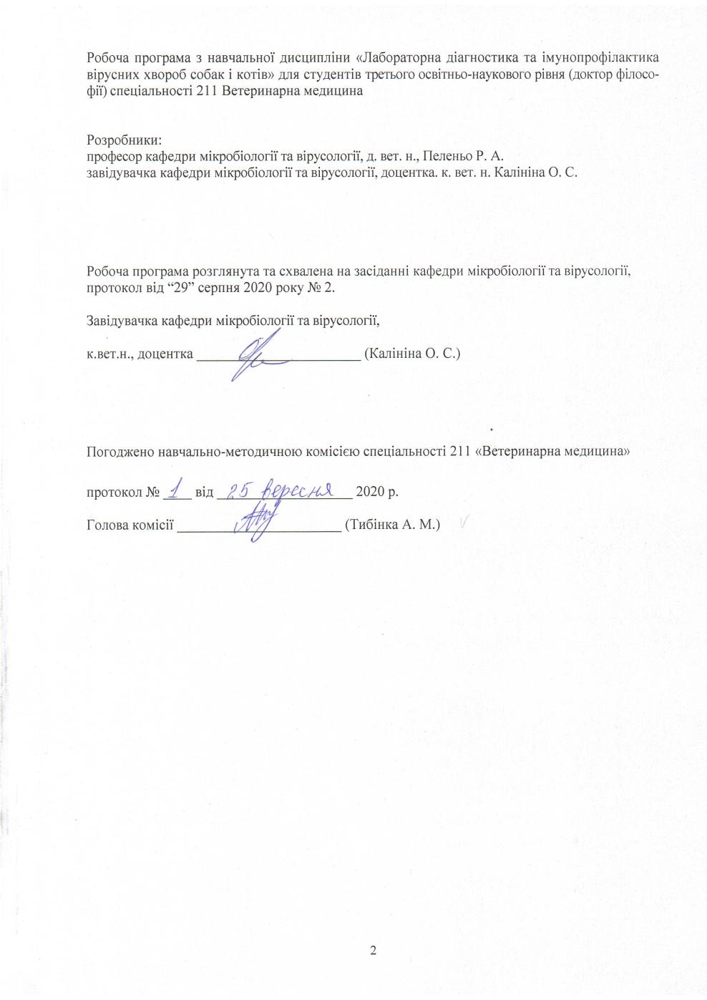 Робоча програма з навчальної дисципліни «Лабораторна діагностика та імунопрофілактика
вірусних хвороб собак і котів» для студентів третього освітньо-наукового рівня (доктор філосо-
фії) спеціальності 211 Ветеринарна медицина
Розробники:
професор кафедри мікробіології та вірусології, д. вет. н., Пеленьо Р. А.
завідувачка кафедри мікробіології та вірусології, доцентка. к. вет. н. Калініна О. С.
Робоча програма розглянута та схвалена на засіданні кафедри мікробіології та вірусології,
протокол від “29” серпня 2020 року № 2.
Завідувачка кафедри мікробіології та вірусології,
к.вет.н., доцентка _______________________ (Калініна О. С.)
Погоджено навчально-методичною комісією спеціальності 211 «Ветеринарна медицина»
протокол № 1 від 25 вересня 2020 р.
Голова комісії _______________________ (Тибінка А. М.)
2